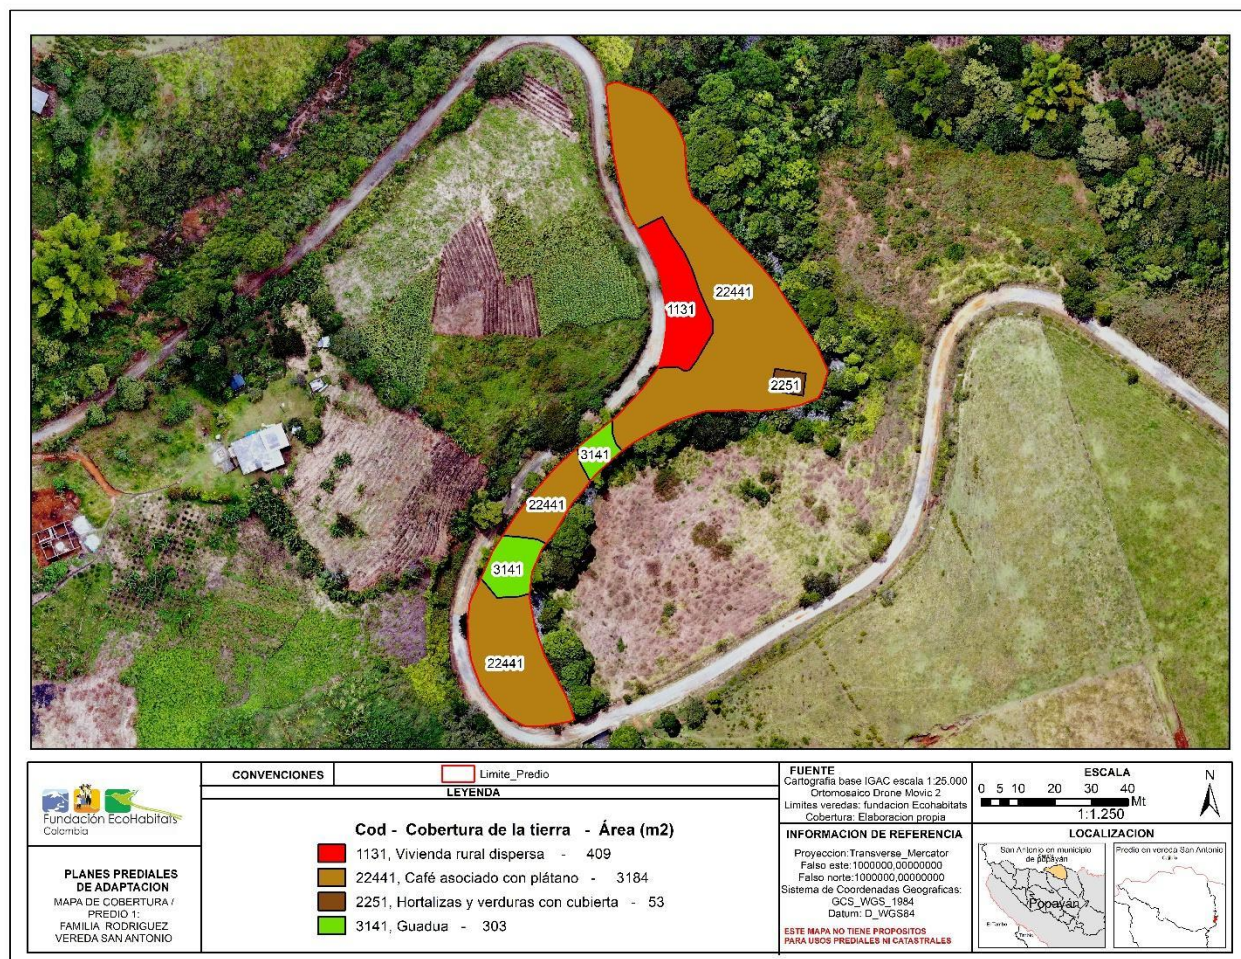 22441
1131
2251
3141
22441
3141
22441
Fundación EcoHabitats
Colombia
PLANES PREDIALES
DE ADAPTACION
MAPA DE COBERTURA /
PREDIO 1:
FAMILIA RODRIGUEZ
VEREDA SAN ANTONIO
CONVENCIONES
Limite_Predio
LEYENDA
Cod - Cobertura de la tierra - Área (m2)
1131, Vivienda rural dispersa - 409
22441, Café asociado con plátano - 3184
2251, Hortalizas y verduras con cubierta - 53
3141, Guadua - 303
FUENTE
Cartografia base IGAC escala 1:25.000
Ortomosaico Drone Movic 2
Limites veredas: fundacion Ecohabitats
Cobertura: Elaboracion propia
INFORMACION DE REFERENCIA
Proyeccion:Transverse_Mercator
Falso este:1000000,00000000
Falso norte:1000000,00000000
Sistema de Coordenadas Geograficas:
GCS_WGS_1984
Datum: D_WGS84
ESTE MAPA NO TIENE PROPOSITOS
PARA USOS PREDIALES NI CATASTRALES
ESCALA
N
0 5 10 20 30 40
Mt
1:1.250
LOCALIZACION
San Antonio en municipio
de popayán
Popayán
Predio en vereda San Antonio